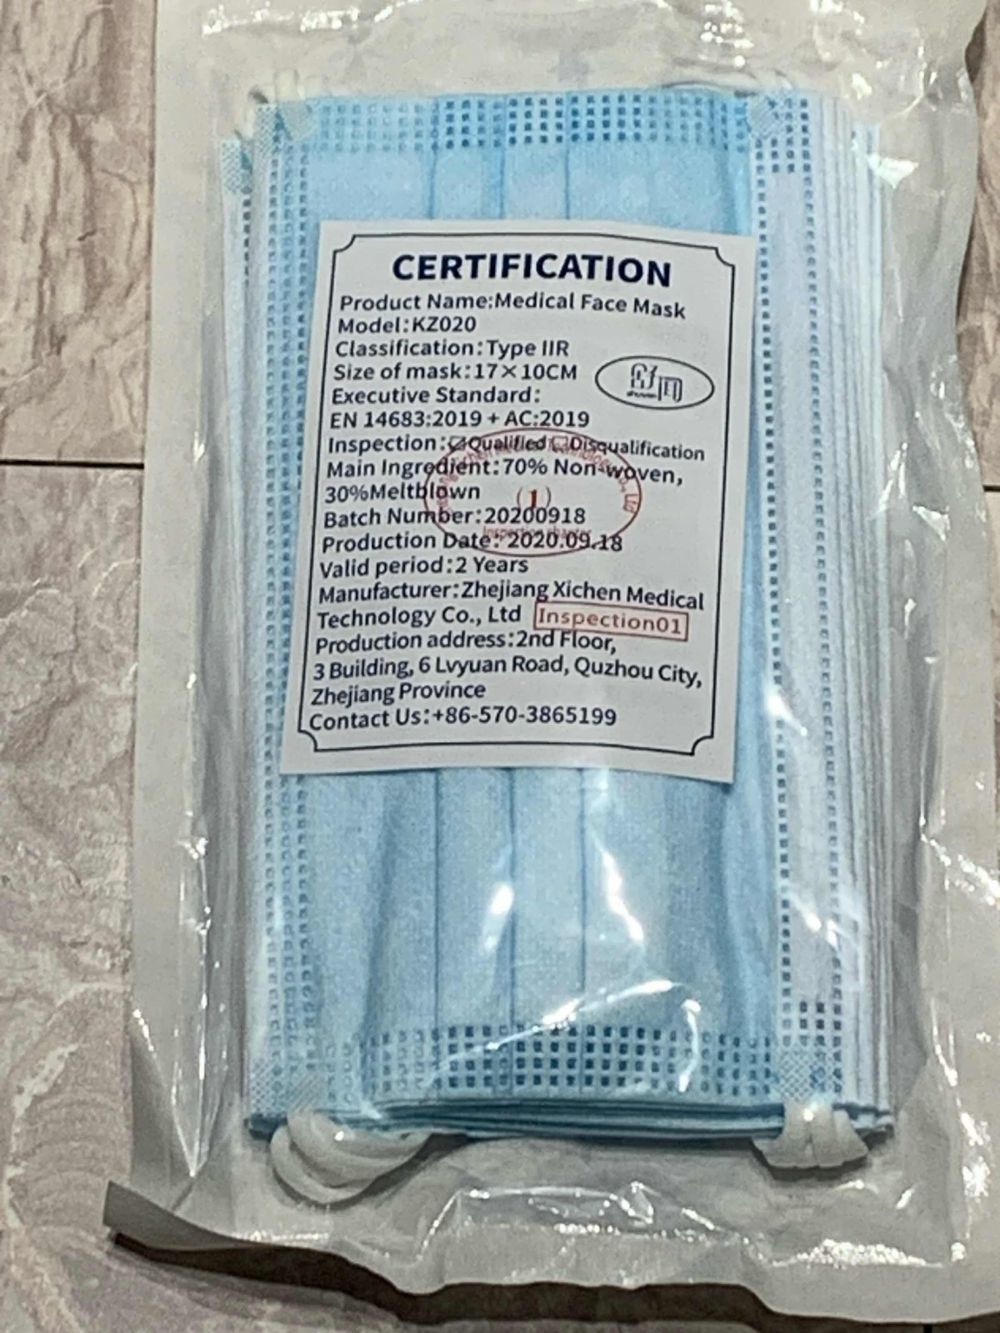 CERTIFICATION
Product Name:Medical Face Mask
Model:KZ020
Classification:Type IIR
Size of mask:17×10CM
Executive Standard:
EN 14683:2019 + AC:2019
Inspection:☑Qualified ☐Disqualification
Main Ingredient:70% Non-woven,
30%Meltblown
(1)
Batch Number:20200918
Production Date: 2020.09.18
Valid period:2 Years
Manufacturer:Zhejiang Xichen Medical
Technology Co., Ltd
Inspection01
Production address:2nd Floor,
3 Building, 6 Lvyuan Road, Quzhou City,
Zhejiang Province
Contact Us:+86-570-3865199